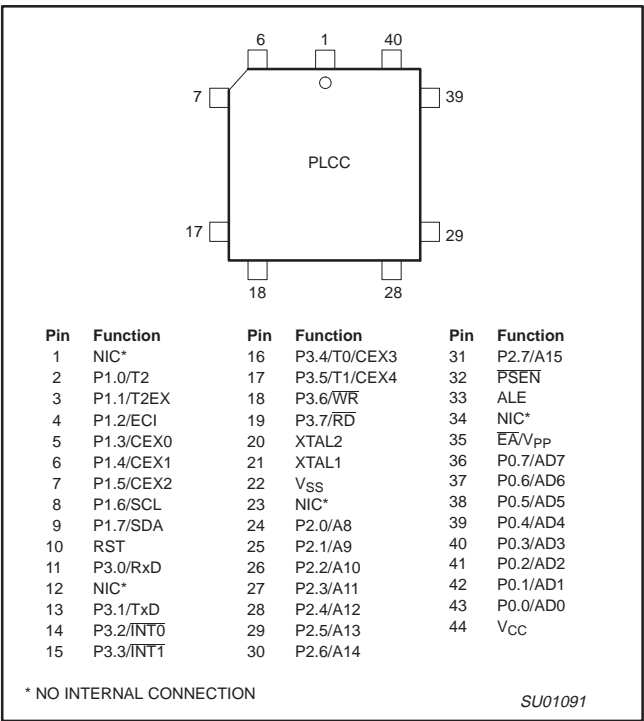 6 1 40
7 39
PLCC
17 29
18 28
Pin Function Pin Function Pin Function
1 NIC* 16 P3.4/T0/CEX3 31 P2.7/A15
2 P1.0/T2 17 P3.5/T1/CEX4 32 P̅S̅E̅N̅
3 P1.1/T2EX 18 P3.6/W̅R̅ 33 ALE
4 P1.2/ECI 19 P3.7/R̅D̅ 34 NIC*
5 P1.3/CEX0 20 XTAL2 35 E̅A̅/VPP
6 P1.4/CEX1 21 XTAL1 36 P0.7/AD7
7 P1.5/CEX2 22 VSS 37 P0.6/AD6
8 P1.6/SCL 23 NIC* 38 P0.5/AD5
9 P1.7/SDA 24 P2.0/A8 39 P0.4/AD4
10 RST 25 P2.1/A9 40 P0.3/AD3
11 P3.0/RxD 26 P2.2/A10 41 P0.2/AD2
12 NIC* 27 P2.3/A11 42 P0.1/AD1
13 P3.1/TxD 28 P2.4/A12 43 P0.0/AD0
14 P3.2/I̅N̅T̅0̅ 29 P2.5/A13 44 VCC
15 P3.3/I̅N̅T̅1̅ 30 P2.6/A14
* NO INTERNAL CONNECTION
SU01091